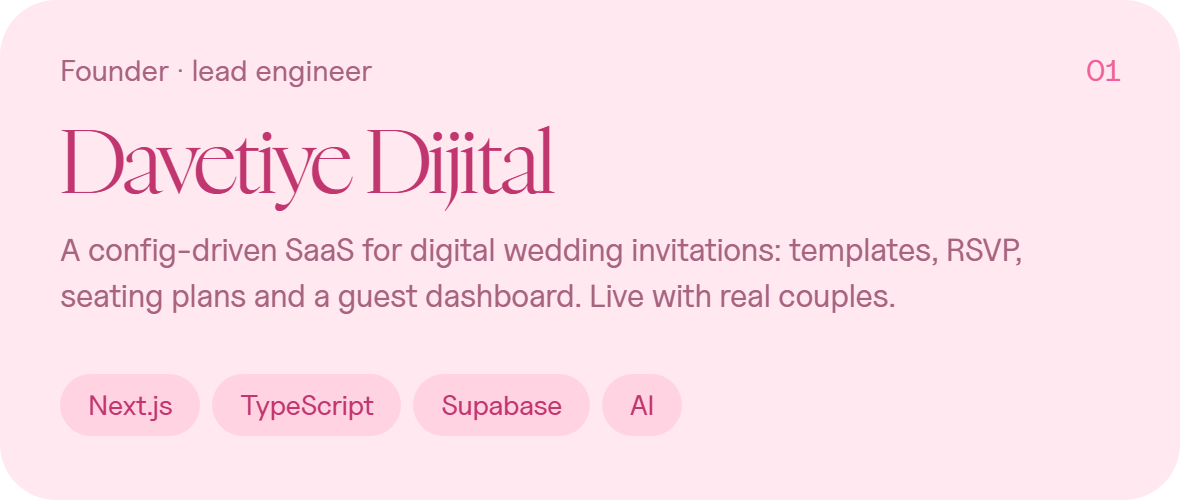 Founder · lead engineer
01
Davetiye Dijital
A config-driven SaaS for digital wedding invitations: templates, RSVP,
seating plans and a guest dashboard. Live with real couples.
Next.js
TypeScript
Supabase
AI